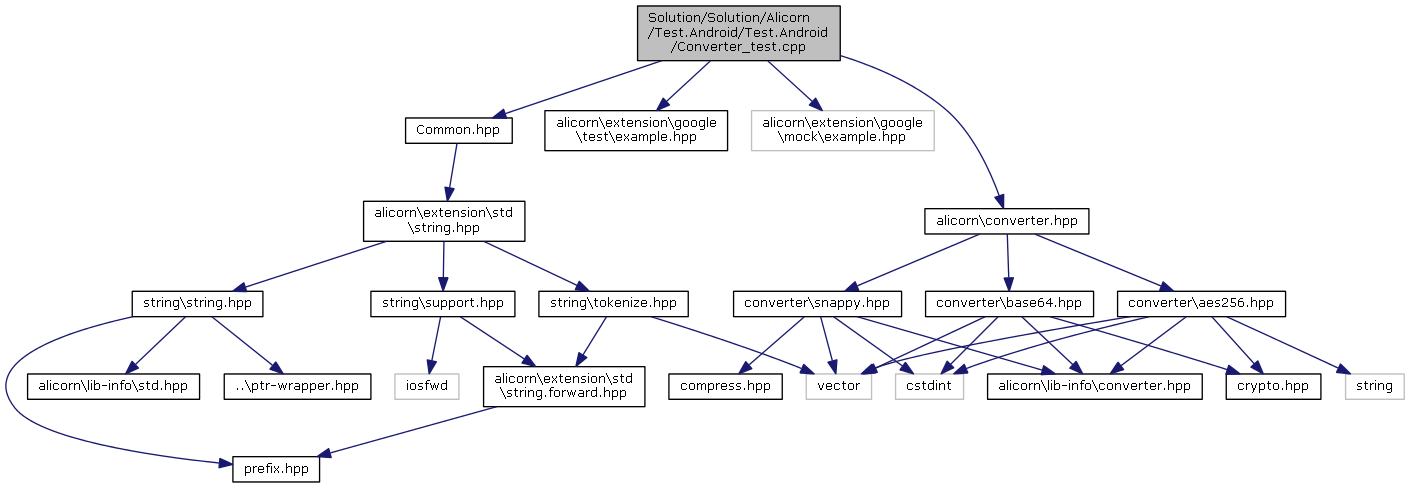 Solution/Solution/Alicorn
/Test.Android/Test.Android
/Converter_test.cpp
Common.hpp
alicorn\extension\google
\test\example.hpp
alicorn\extension\google
\mock\example.hpp
alicorn\extension\std
\string.hpp
alicorn\converter.hpp
string\string.hpp
string\support.hpp
string\tokenize.hpp
converter\snappy.hpp
converter\base64.hpp
converter\aes256.hpp
alicorn\lib-info\std.hpp
..\ptr-wrapper.hpp
iosfwd
alicorn\extension\std
\string.forward.hpp
compress.hpp
vector
cstdint
alicorn\lib-info\converter.hpp
crypto.hpp
string
prefix.hpp